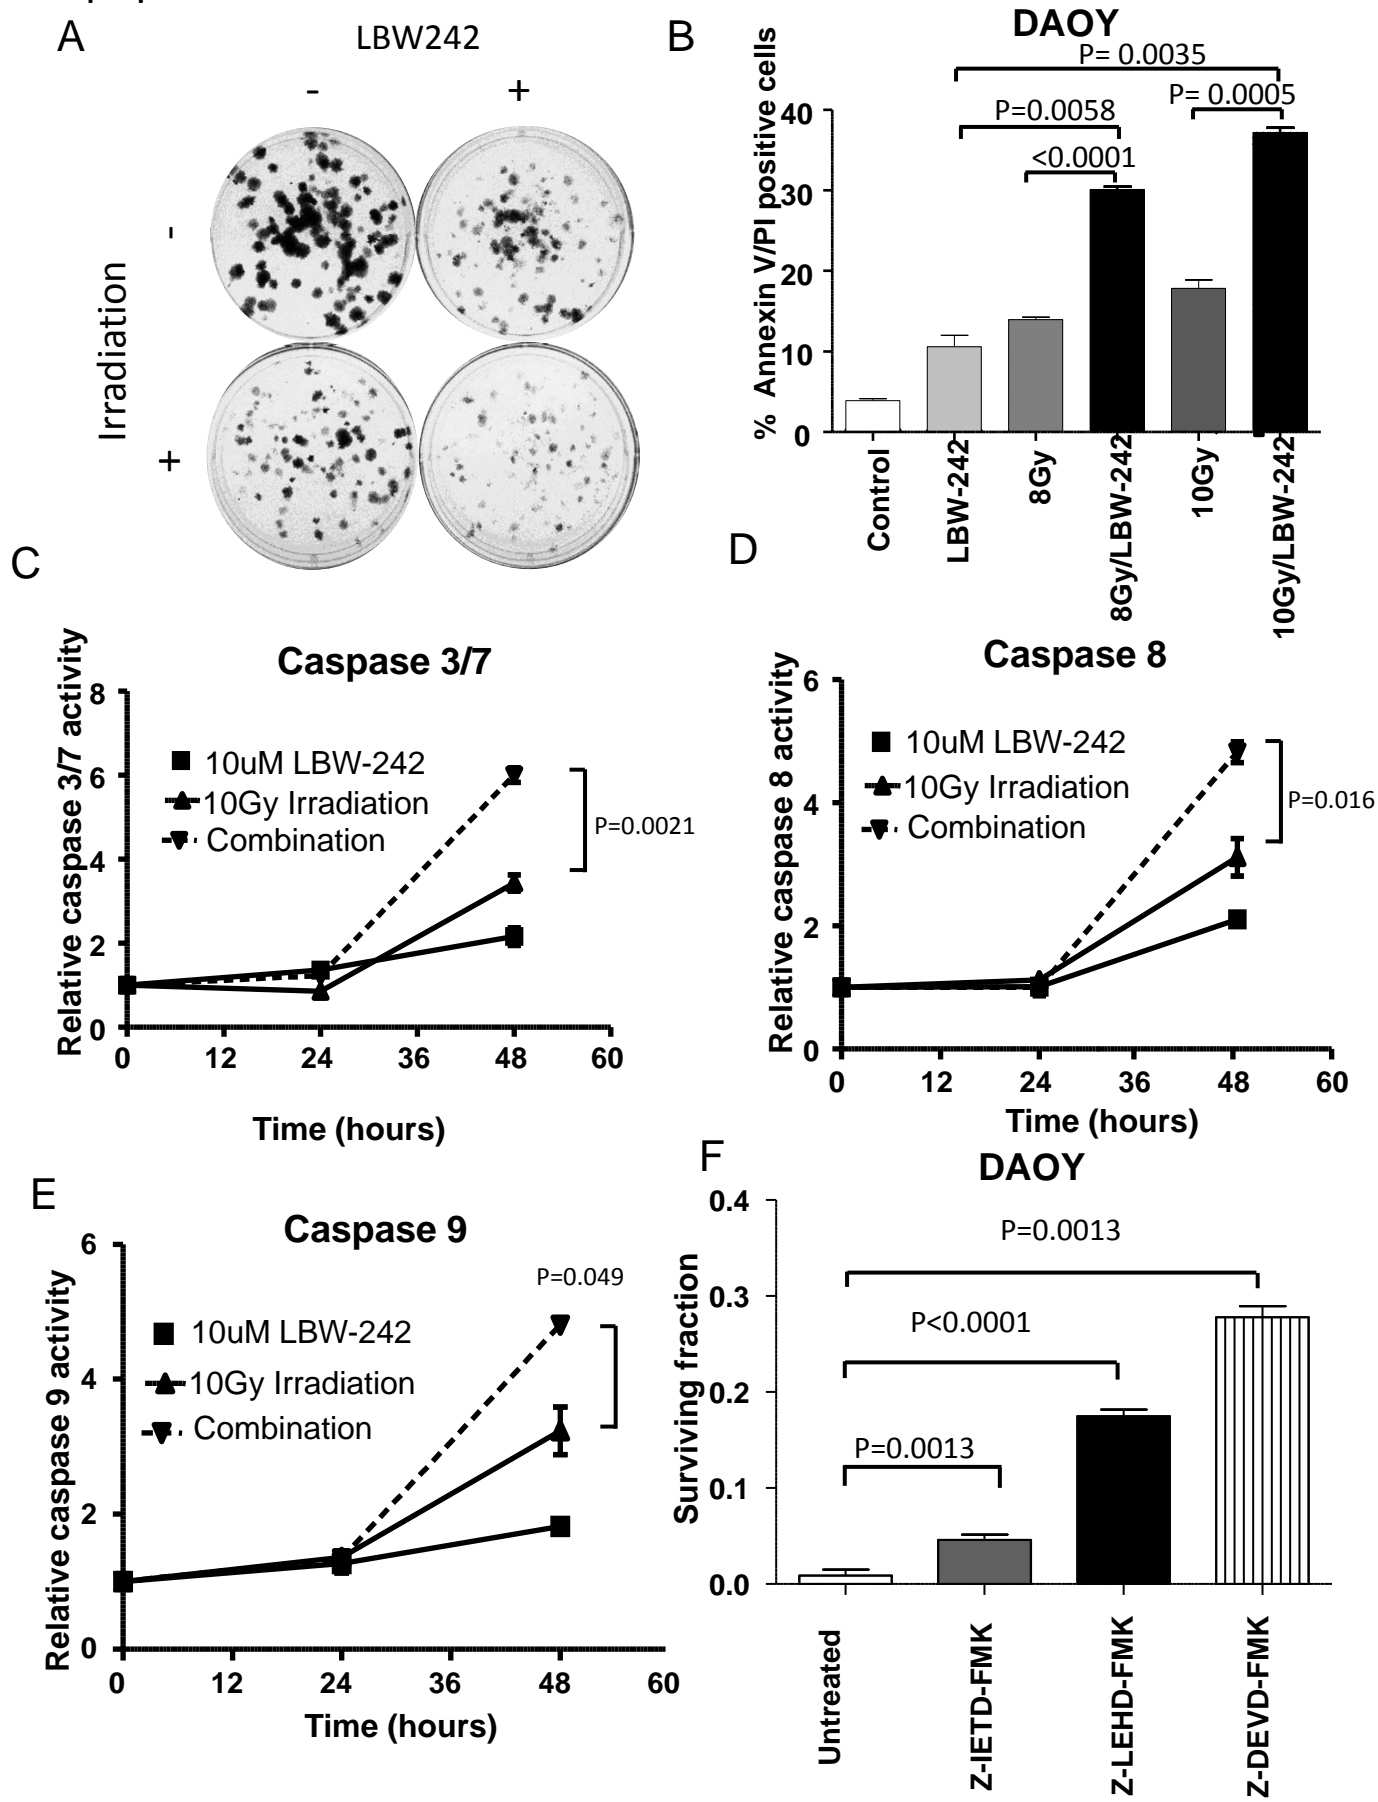 A
LBW242
- +
Irradiation
-
+
B
DAOY
P= 0.0035
P= 0.0005
P=0.0058
<0.0001
% Annexin V/PI positive cells
40
30
20
10
0
Control
LBW-242
8Gy
8Gy/LBW-242
10Gy
10Gy/LBW-242
C
Caspase 3/7
Relative caspase 3/7 activity
8
6
4
2
0
10uM LBW-242
10Gy Irradiation
Combination
P=0.0021
0 12 24 36 48 60
Time (hours)
D
Caspase 8
Relative caspase 8 activity
6
4
2
0
10uM LBW-242
10Gy Irradiation
Combination
P=0.016
0 12 24 36 48 60
Time (hours)
E
Caspase 9
Relative caspase 9 activity
6
4
2
0
P=0.049
10uM LBW-242
10Gy Irradiation
Combination
0 12 24 36 48 60
Time (hours)
F
DAOY
Surviving fraction
0.4
0.3
0.2
0.1
0.0
P=0.0013
P<0.0001
P=0.0013
Untreated
Z-IETD-FMK
Z-LEHD-FMK
Z-DEVD-FMK